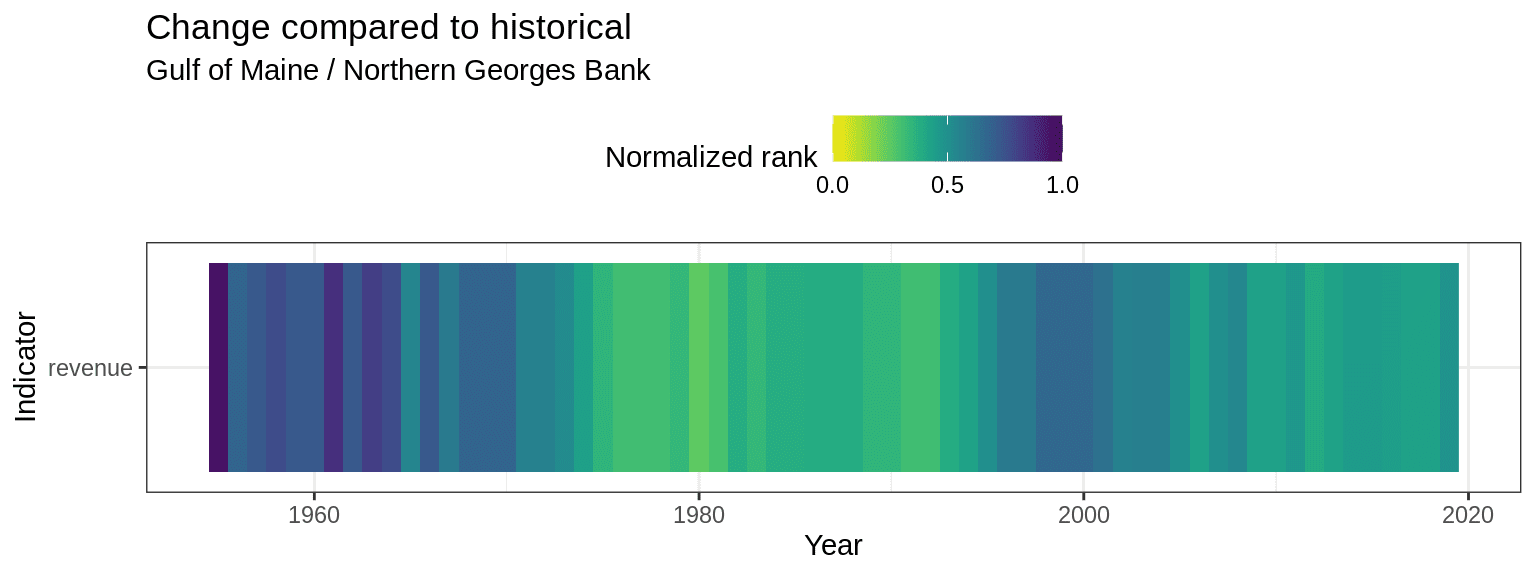 Change compared to historical
Gulf of Maine / Northern Georges Bank
Normalized rank
0.0 0.5 1.0
Indicator
revenue
1960 1980 2000 2020
Year